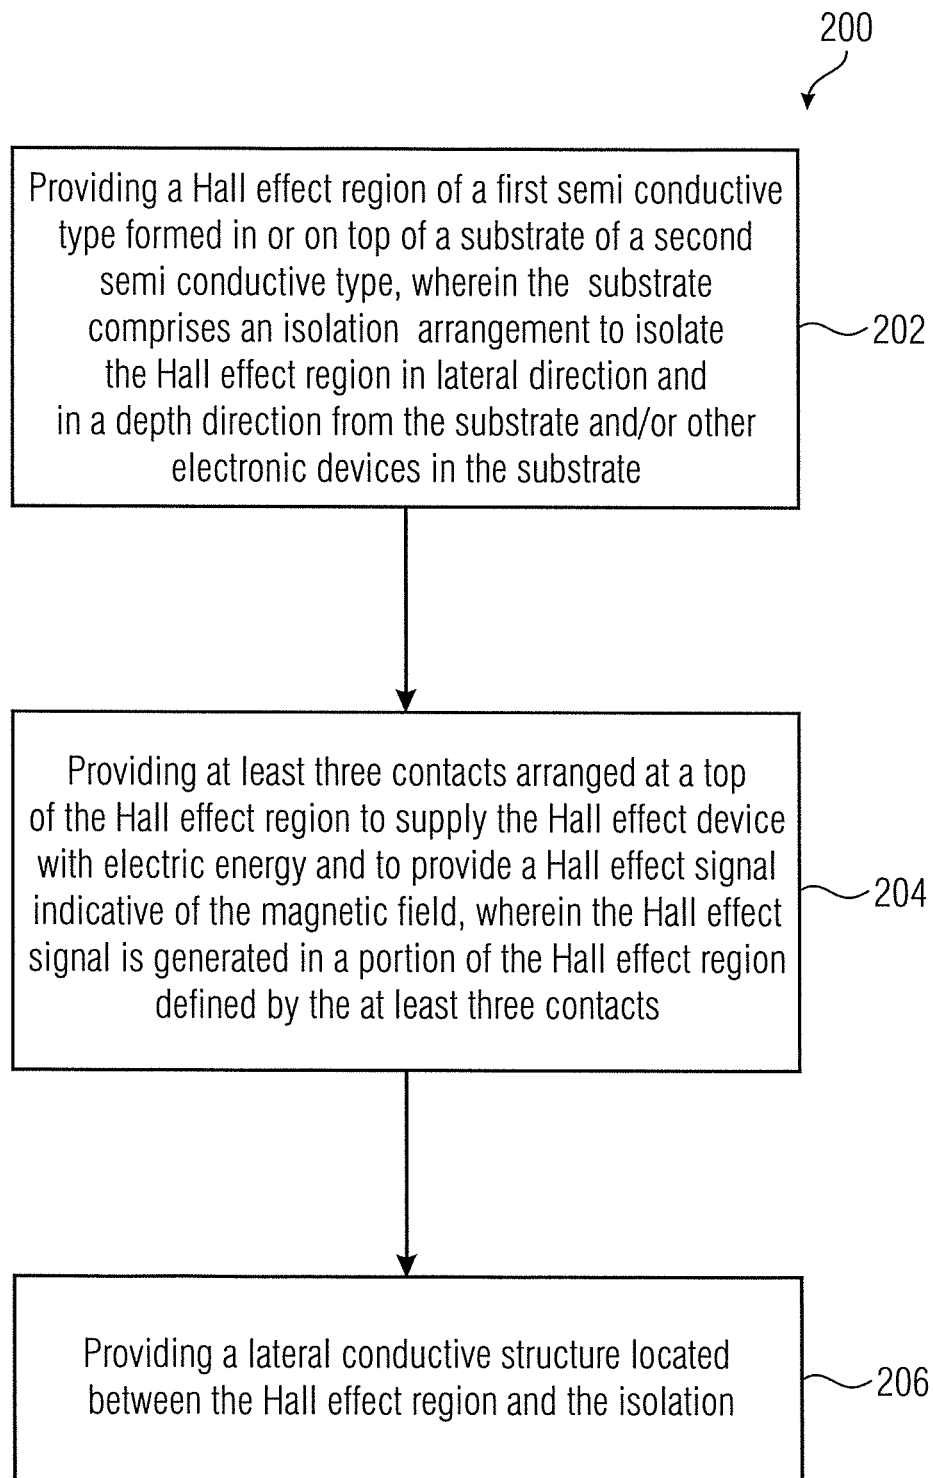 200
Providing a Hall effect region of a first semi conductive
type formed in or on top of a substrate of a second
semi conductive type, wherein the substrate
comprises an isolation arrangement to isolate
the Hall effect region in lateral direction and
in a depth direction from the substrate and/or other
electronic devices in the substrate
202
Providing at least three contacts arranged at a top
of the Hall effect region to supply the Hall effect device
with electric energy and to provide a Hall effect signal
indicative of the magnetic field, wherein the Hall effect
signal is generated in a portion of the Hall effect region
defined by the at least three contacts
204
Providing a lateral conductive structure located
between the Hall effect region and the isolation
206